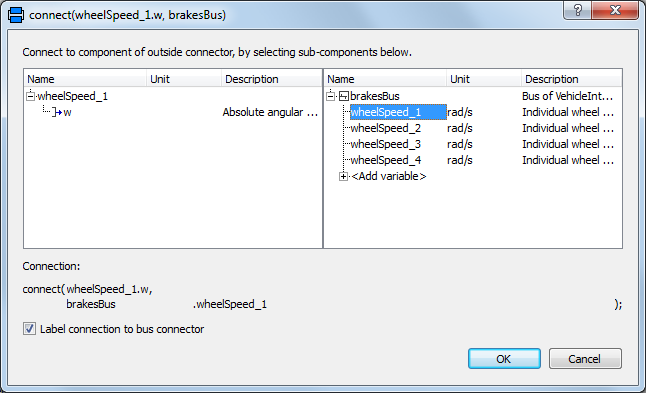 connect(wheelSpeed_1.w, brakesBus)
Connect to component of outside connector, by selecting sub-components below.
Name Unit Description Name Unit Description
wheelSpeed_1 brakesBus Bus of VehicleInt...
w Absolute angular ... wheelSpeed_1 rad/s Individual wheel ...
wheelSpeed_2 rad/s Individual wheel ...
wheelSpeed_3 rad/s Individual wheel ...
wheelSpeed_4 rad/s Individual wheel ...
<Add variable>
Connection:
connect( wheelSpeed_1.w,
brakesBus .wheelSpeed_1 );
Label connection to bus connector
OK Cancel